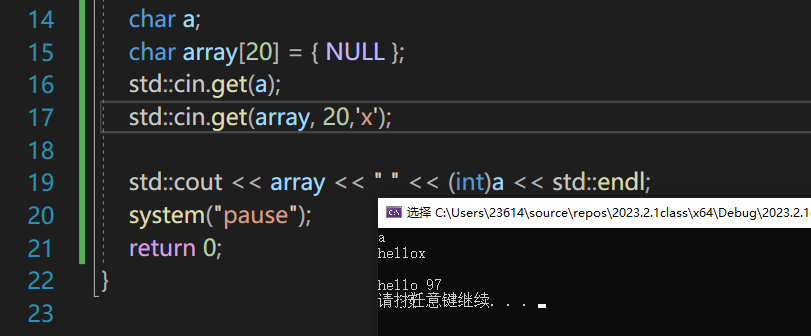 14 char a;
15 char array[20] = { NULL };
16 std::cin.get(a);
17 std::cin.get(array, 20,'x');
18
19 std::cout << array << " " << (int)a << std::endl;
20 system("pause");
21 return 0;
22 }
23
选择 C:\Users\23614\source\repos\2023.2.1class\x64\Debug\2023.2.1
a
hellox
hello 97
请按任意键继续. . .